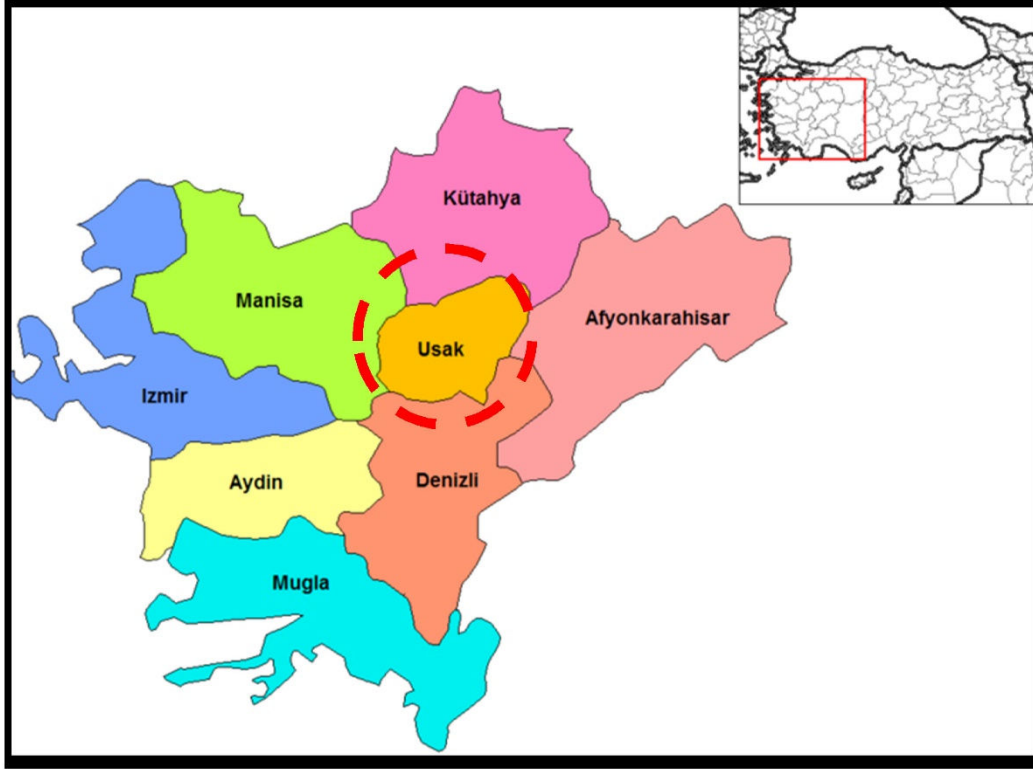 Kütahya
Manisa
Afyonkarahisar
Usak
Izmir
Aydin
Denizli
Mugla